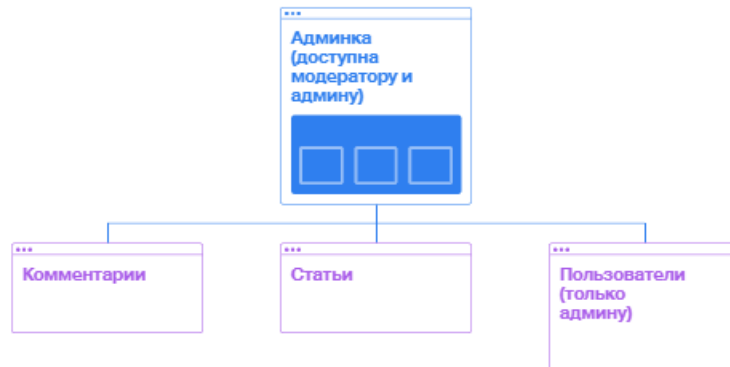 Админка
(доступна
модератору и
админу)
Комментарии
Статьи
Пользователи
(только
админу)